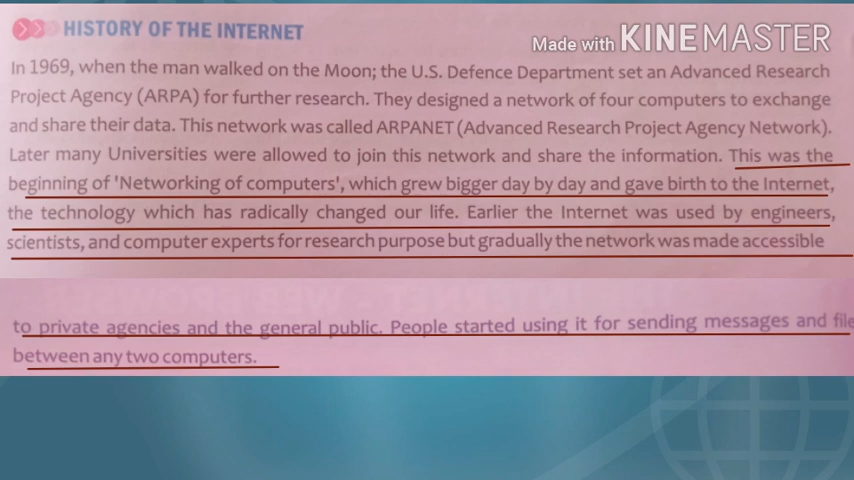 HISTORY OF THE INTERNET
Made with KINEMASTER
In 1969, when the man walked on the Moon; the U.S. Defence Department set an Advanced Research
Project Agency (ARPA) for further research. They designed a network of four computers to exchange
and share their data. This network was called ARPANET (Advanced Research Project Agency Network).
Later many Universities were allowed to join this network and share the information. This was the
beginning of 'Networking of computers', which grew bigger day by day and gave birth to the Internet,
the technology which has radically changed our life. Earlier the Internet was used by engineers,
scientists, and computer experts for research purpose but gradually the network was made accessible
to private agencies and the general public. People started using it for sending messages and file
between any two computers.